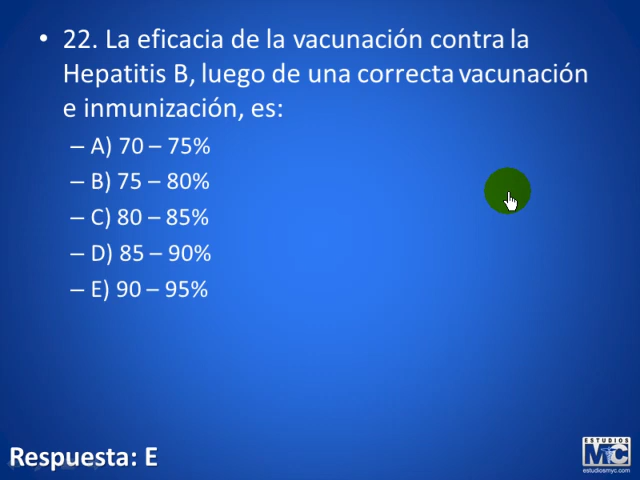 • 22. La eficacia de la vacunación contra la
Hepatitis B, luego de una correcta vacunación
e inmunización, es:
– A) 70 – 75%
– B) 75 – 80%
– C) 80 – 85%
– D) 85 – 90%
– E) 90 – 95%
Respuesta: E
ESTUDIOS
MyC
estudiosmyc.com